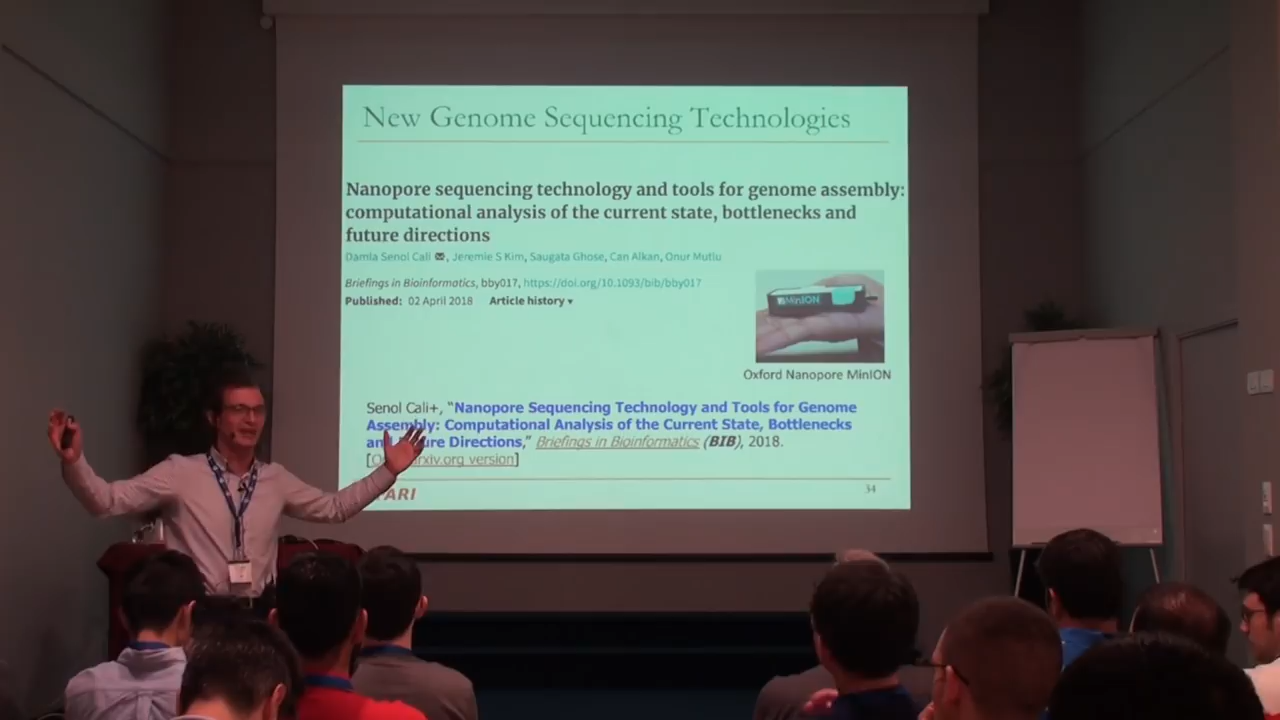 New Genome Sequencing Technologies
Nanopore sequencing technology and tools for genome assembly:
computational analysis of the current state, bottlenecks and
future directions
Damla Senol Cali ✉, Jeremie S Kim, Saugata Ghose, Can Alkan, Onur Mutlu
Briefings in Bioinformatics, bby017, https://doi.org/10.1093/bib/bby017
Published: 02 April 2018 Article history ▾
MinION
Oxford Nanopore MinION
Senol Cali+, "Nanopore Sequencing Technology and Tools for Genome
Assembly: Computational Analysis of the Current State, Bottlenecks
Directions," Briefings in Bioinformatics (BIB), 2018.
version]
34